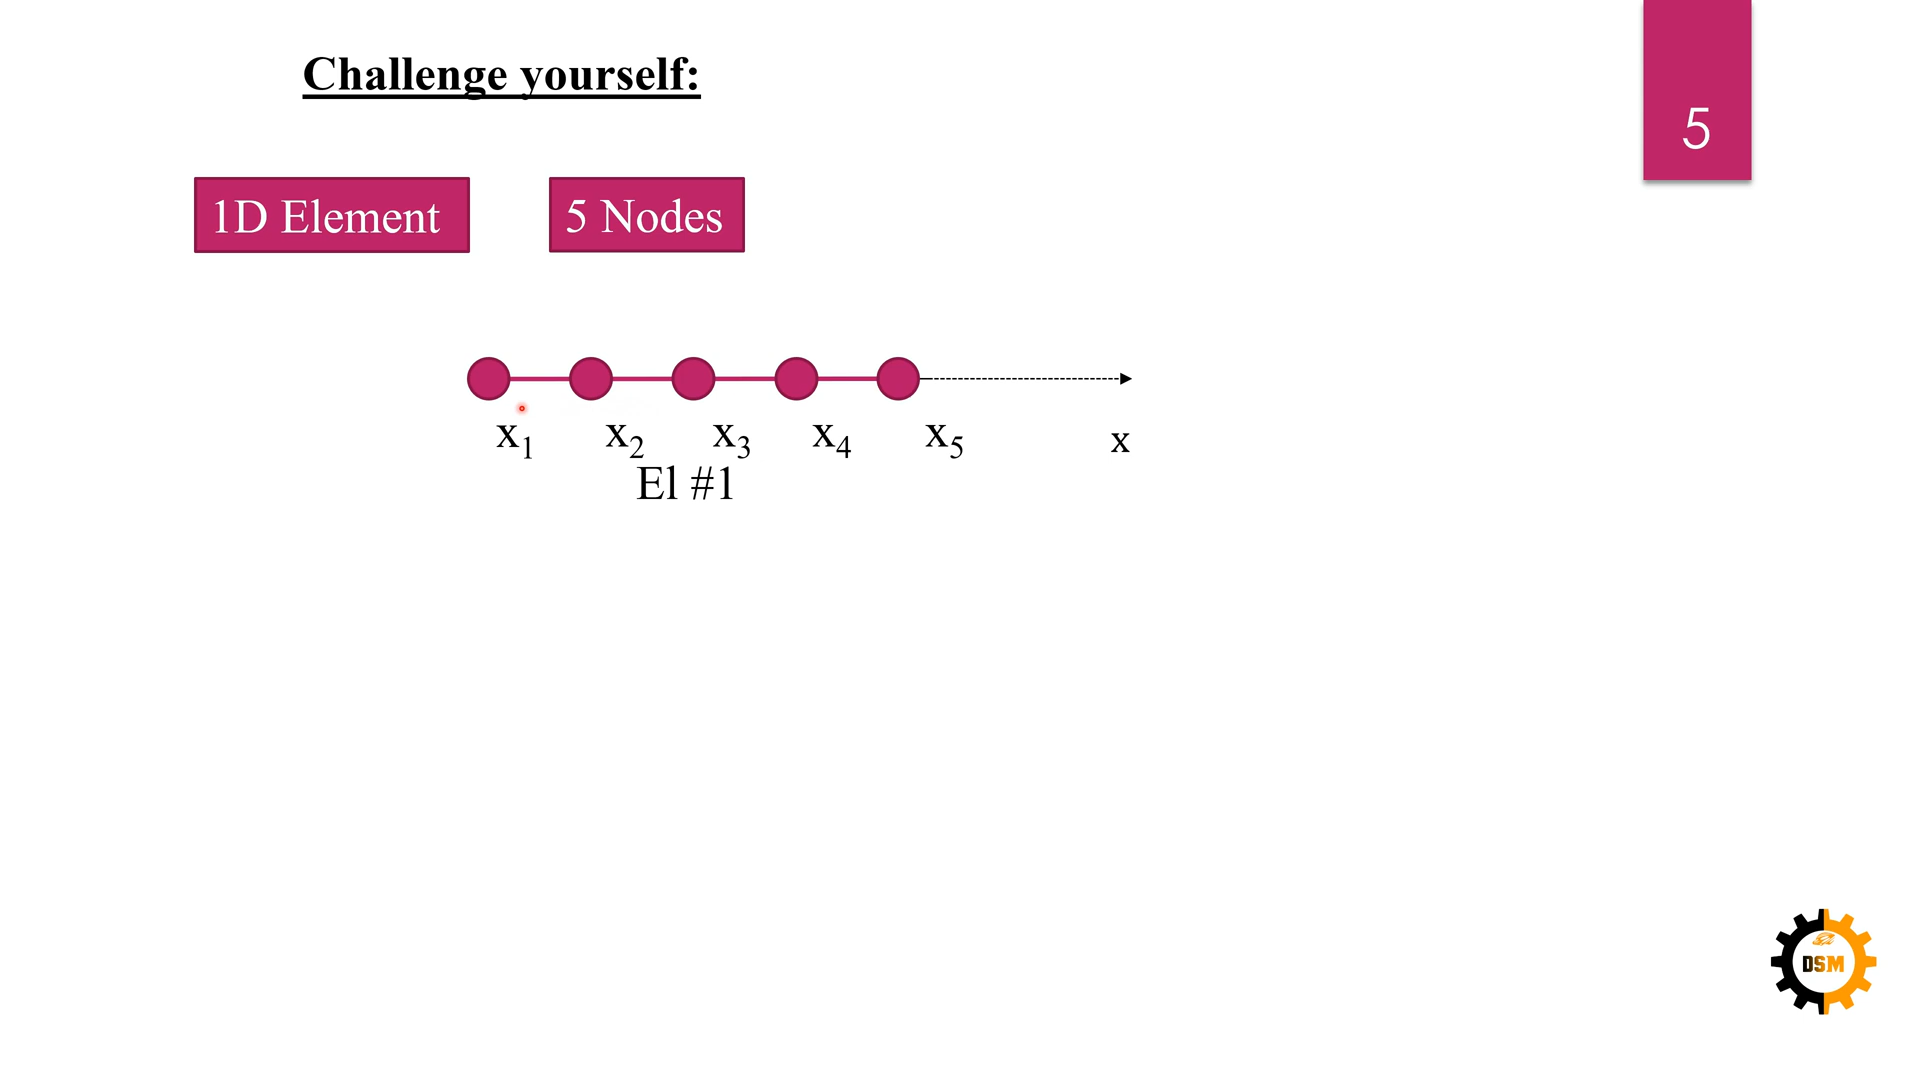 Challenge yourself:
5
1D Element
5 Nodes
x₁ x₂ x₃ x₄ x₅ x
El #1
DSM